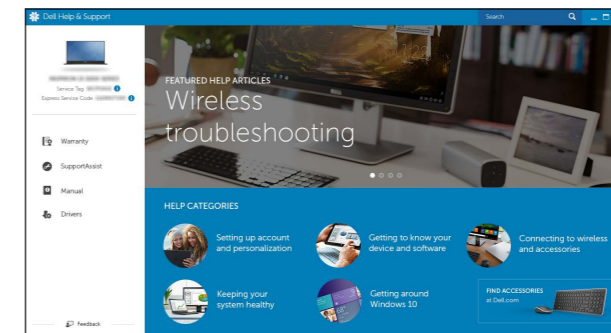 Dell Help & Support
Search
Service Tag
Express Service Code
Warranty
SupportAssist
Manual
Drivers
Feedback
FEATURED HELP ARTICLES
Wireless
troubleshooting
HELP CATEGORIES
Setting up account
and personalization
Getting to know your
device and software
Connecting to wireless
and accessories
Keeping your
system healthy
Getting around
Windows 10
FIND ACCESSORIES
at Dell.com